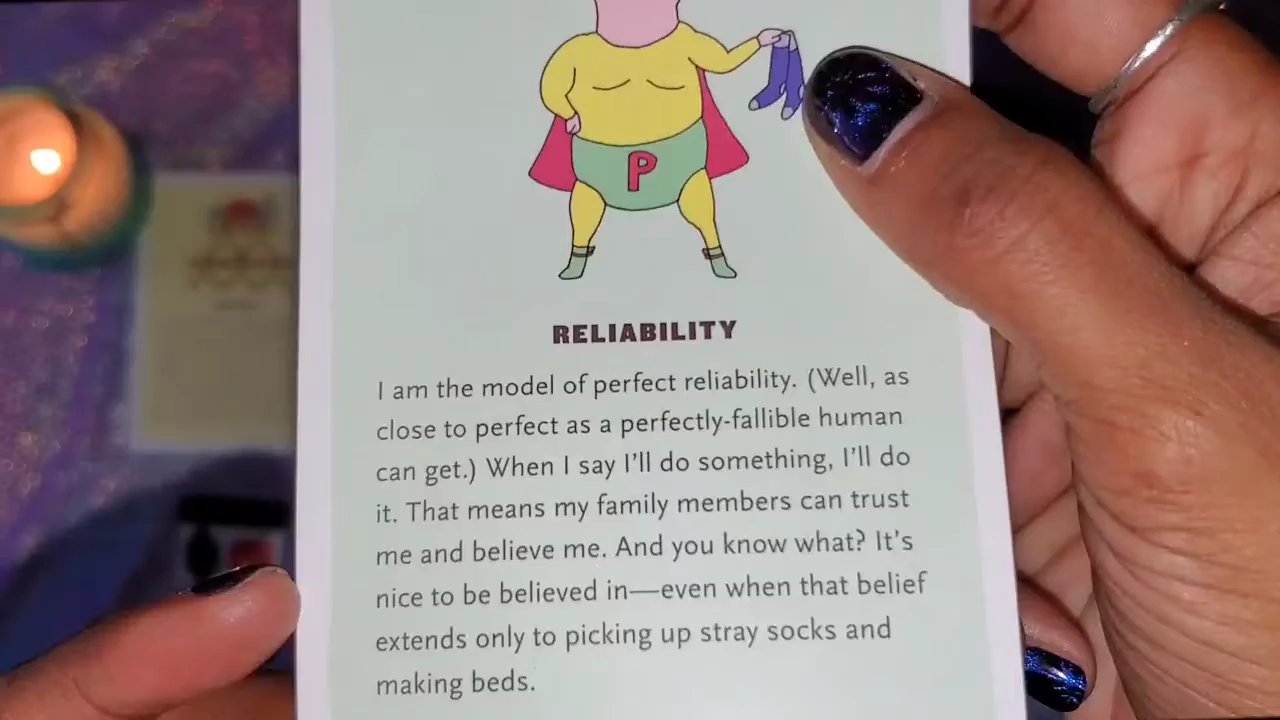 P
RELIABILITY
I am the model of perfect reliability. (Well, as
close to perfect as a perfectly-fallible human
can get.) When I say I'll do something, I'll do
it. That means my family members can trust
me and believe me. And you know what? It's
nice to be believed in—even when that belief
extends only to picking up stray socks and
making beds.